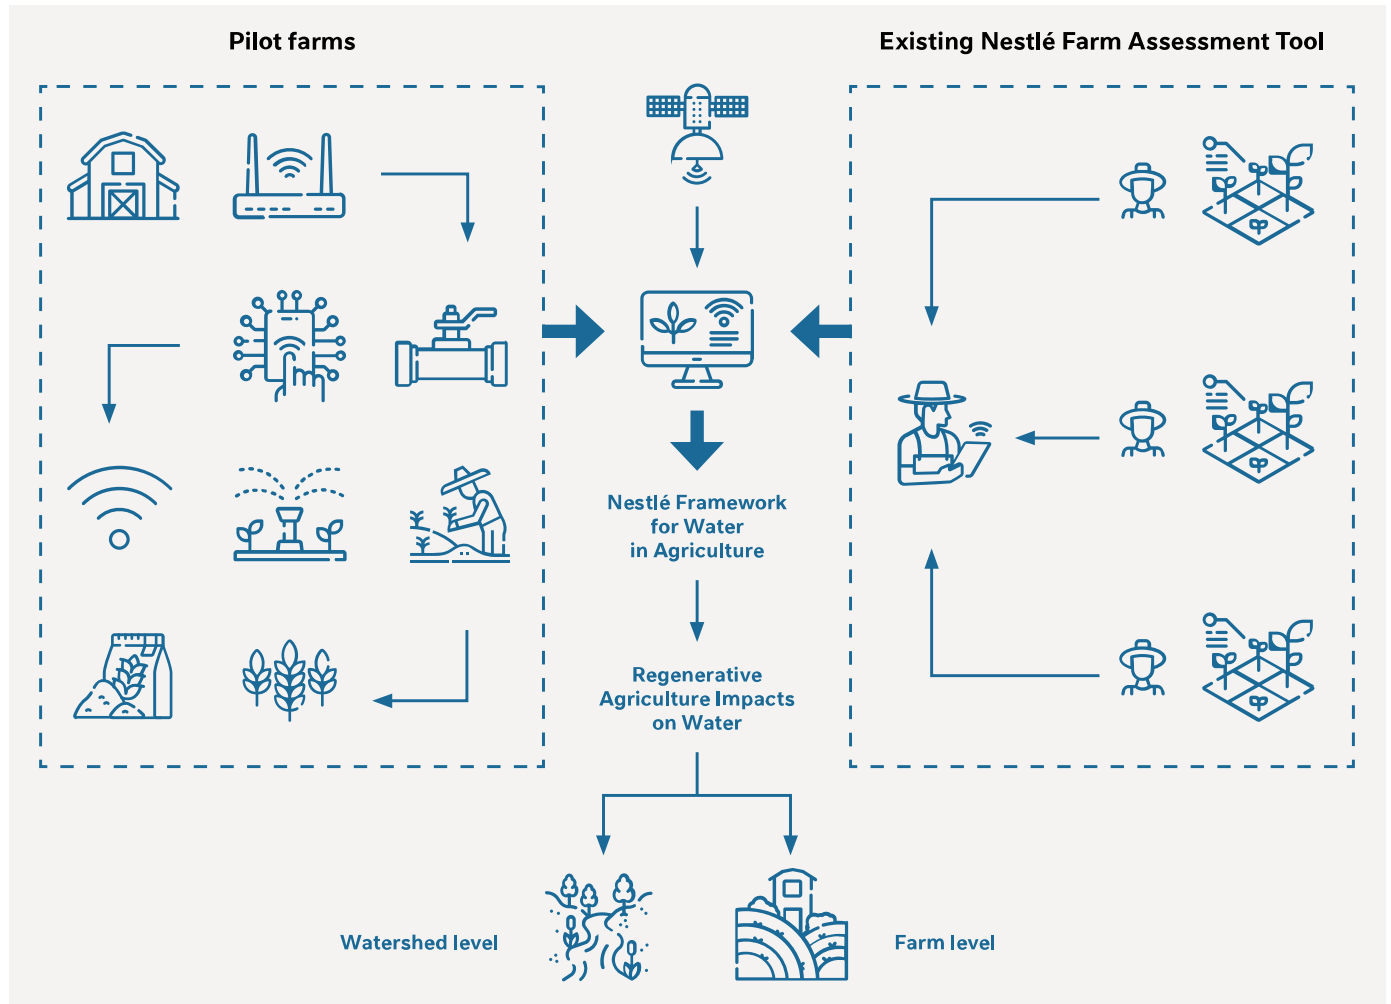 Pilot farms
Existing Nestlé Farm Assessment Tool
Nestlé Framework
for Water
in Agriculture
Regenerative
Agriculture Impacts
on Water
Watershed level
Farm level